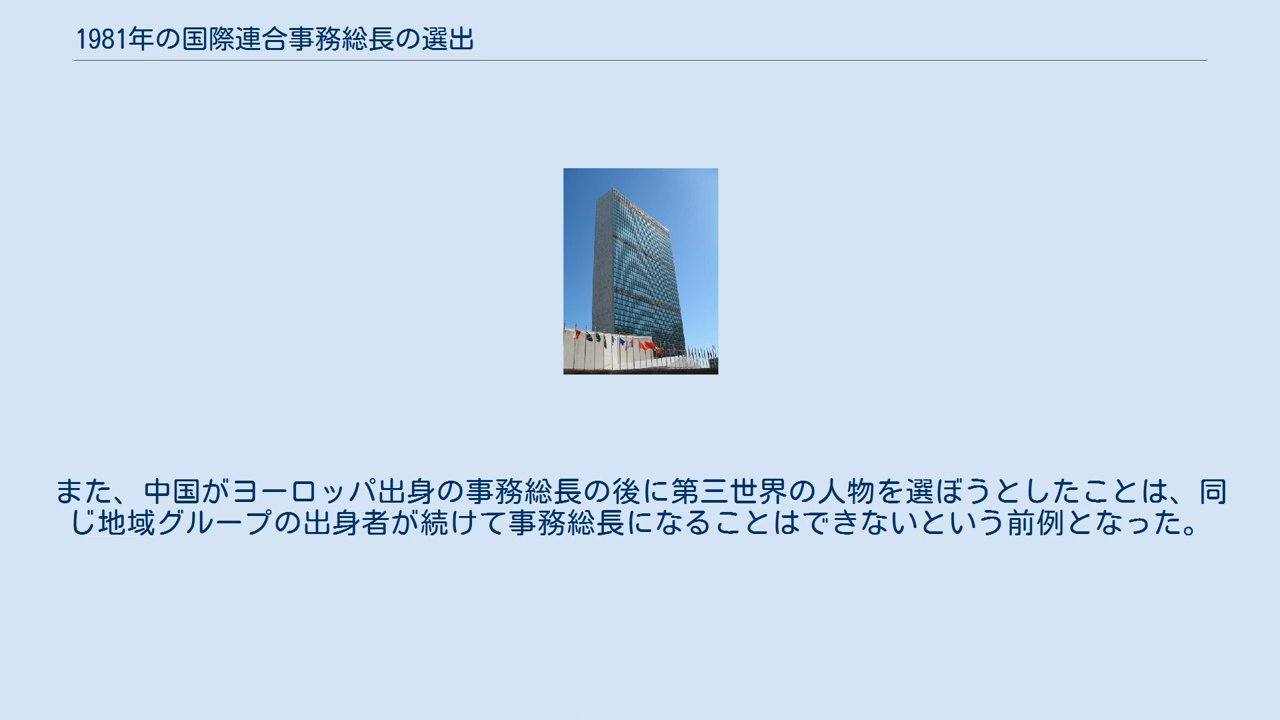 1981年の国際連合事務総長の選出
また、中国がヨーロッパ出身の事務総長の後に第三世界の人物を選ぼうとしたことは、同
じ地域グループの出身者が続けて事務総長になることはできないという前例となった。